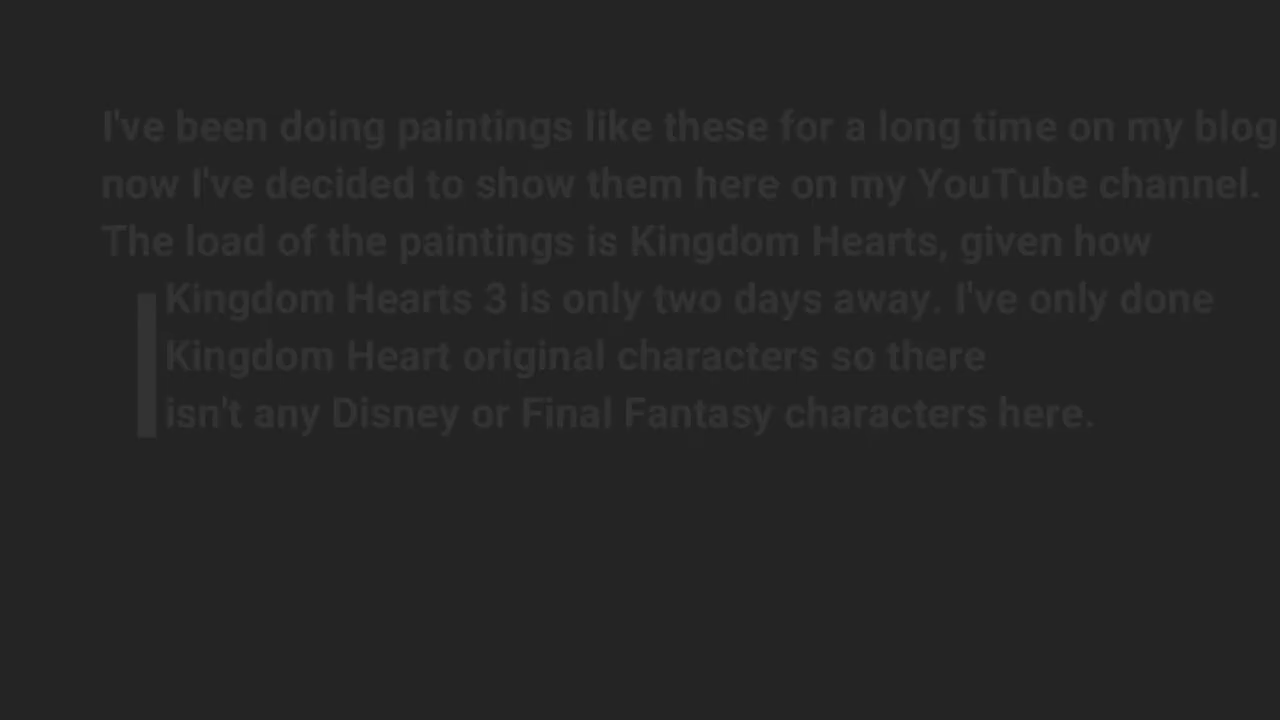 I've been doing paintings like these for a long time on my blog
now I've decided to show them here on my YouTube channel.
The load of the paintings is Kingdom Hearts, given how
Kingdom Hearts 3 is only two days away. I've only done
Kingdom Heart original characters so there
isn't any Disney or Final Fantasy characters here.